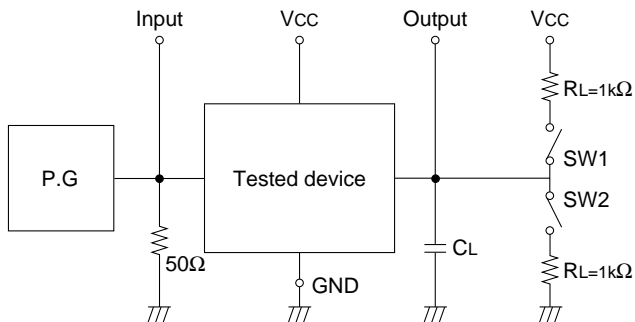 Input
VCC
Output
VCC
RL=1kΩ
P.G
Tested device
SW1
SW2
50Ω
GND
CL
RL=1kΩ